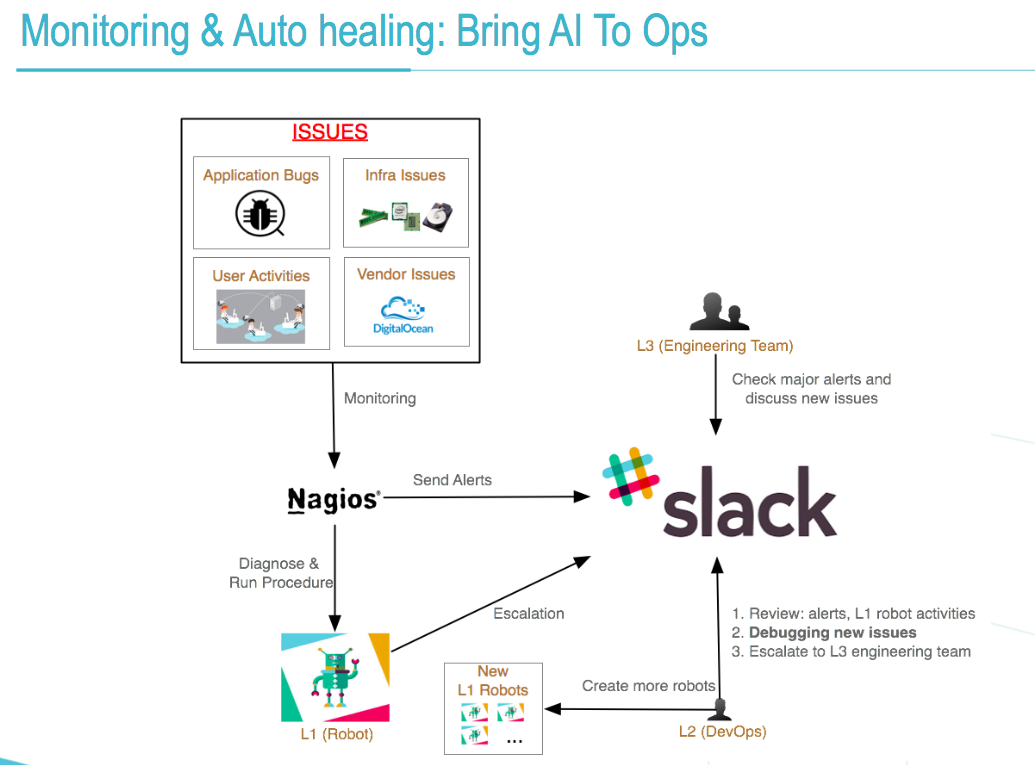 Monitoring & Auto healing: Bring AI To Ops
ISSUES
Application Bugs
Infra Issues
User Activities
Vendor Issues
DigitalOcean
L3 (Engineering Team)
Check major alerts and
discuss new issues
Monitoring
Nagios®
Send Alerts
slack
Diagnose &
Run Procedure
Escalation
1. Review: alerts, L1 robot activities
2. Debugging new issues
3. Escalate to L3 engineering team
New
L1 Robots
...
Create more robots
L1 (Robot)
L2 (DevOps)